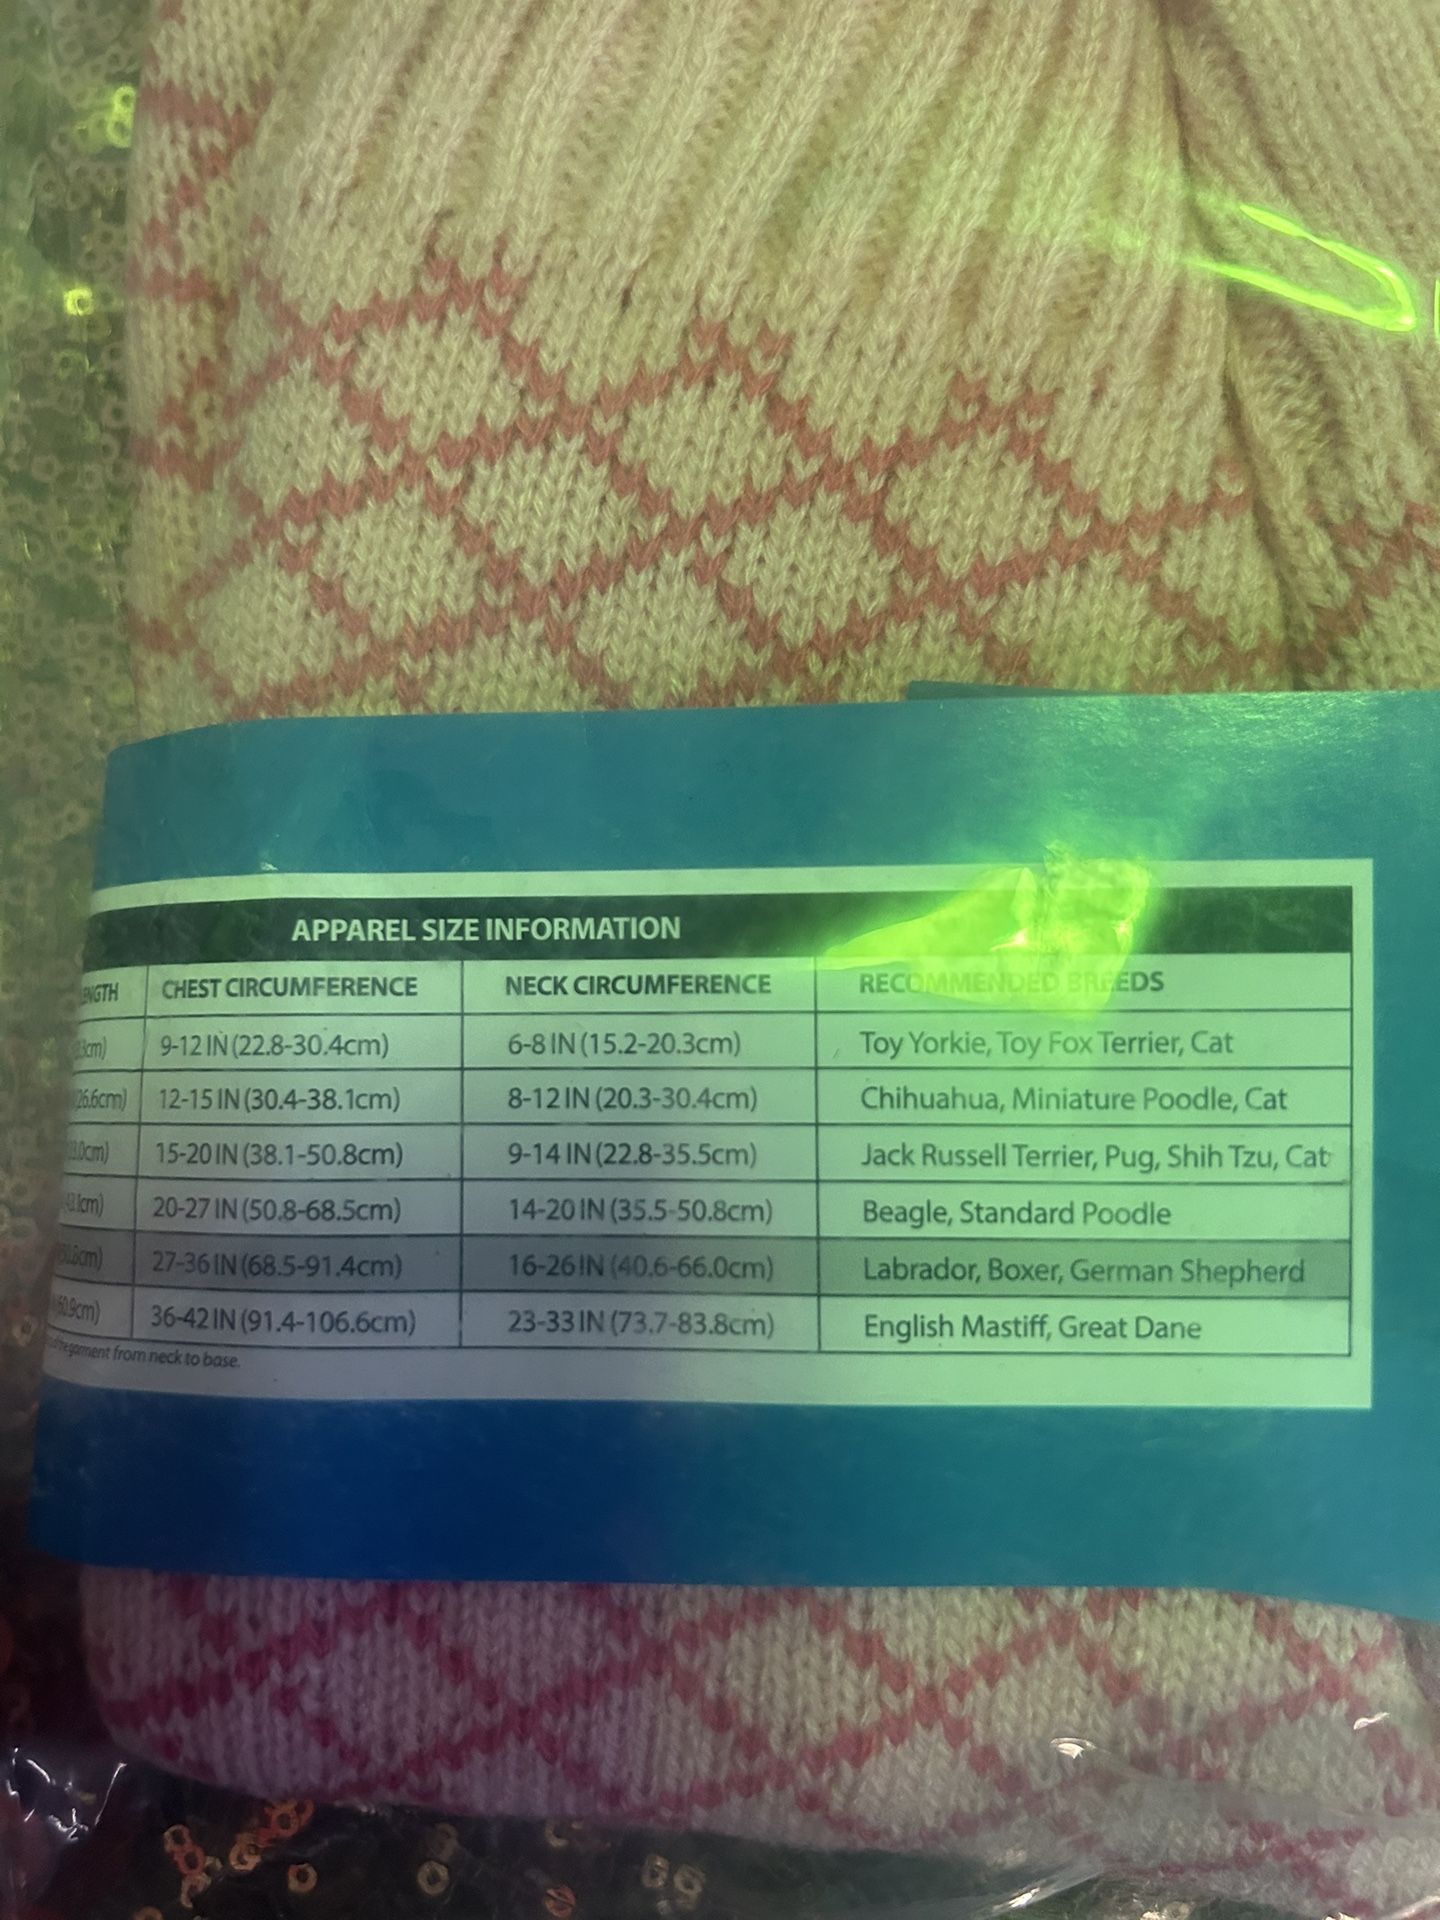 APPAREL SIZE INFORMATION
CHEST CIRCUMFERENCE NECK CIRCUMFERENCE RECOMMENDED BREEDS
9-12 IN (22.8-30.4cm) 6-8 IN (15.2-20.3cm) Toy Yorkie, Toy Fox Terrier, Cat
(26.6cm) 12-15 IN (30.4-38.1cm) 8-12 IN (20.3-30.4cm) Chihuahua, Miniature Poodle, Cat
15-20 IN (38.1-50.8cm) 9-14 IN (22.8-35.5cm) Jack Russell Terrier, Pug, Shih Tzu, Cat
20-27 IN (50.8-68.5cm) 14-20 IN (35.5-50.8cm) Beagle, Standard Poodle
27-36 IN (68.5-91.4cm) 16-26 IN (40.6-66.0cm) Labrador, Boxer, German Shepherd
36-42 IN (91.4-106.6cm) 23-33 IN (73.7-83.8cm) English Mastiff, Great Dane
garment from neck to base.